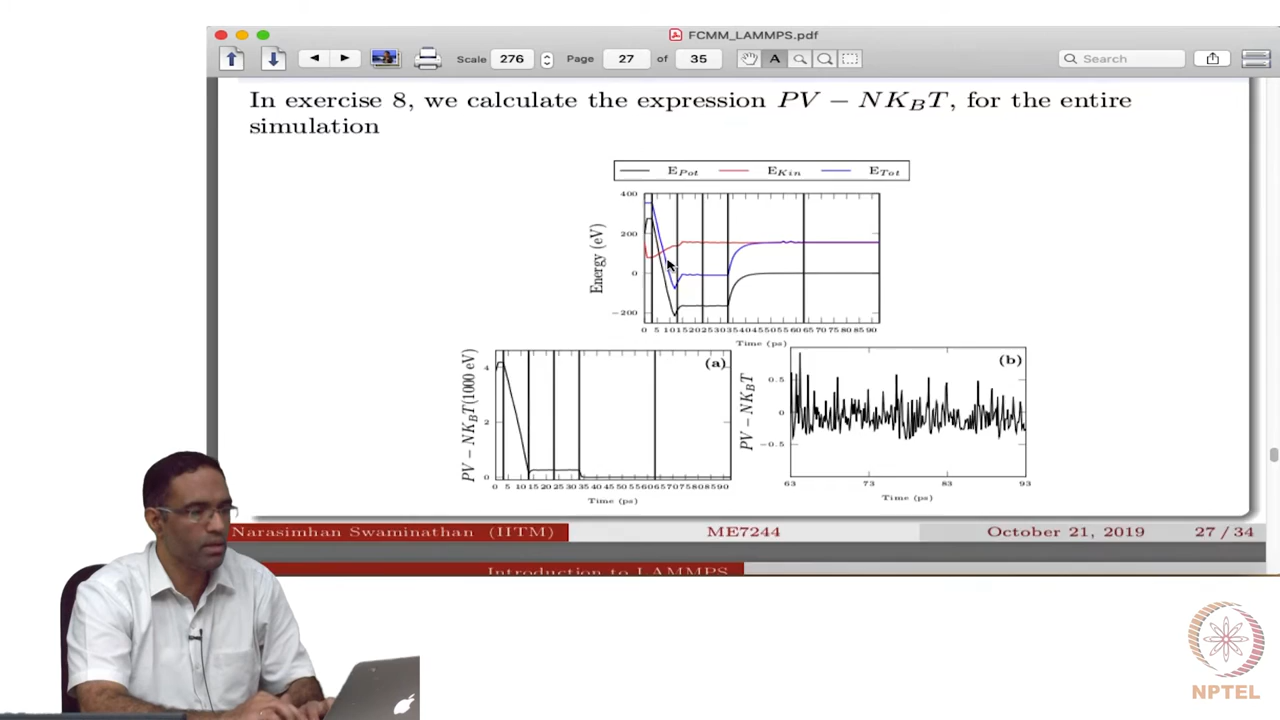 FCMM_LAMMPS.pdf
Scale 276 Page 27 of 35 A Search
In exercise 8, we calculate the expression PV − NK_BT, for the entire
simulation
E_Pot E_Kin E_Tot
Energy (eV)
400
200
0
−200
0 5 10 15 20 25 30 35 40 45 50 55 60 65 70 75 80 85 90
Time (ps)
(a)
PV − NK_BT(1000 eV)
4
2
0
0 5 10 15 20 25 30 35 40 45 50 55 60 65 70 75 80 85 90
Time (ps)
(b)
PV − NK_BT
0.5
0
−0.5
63 73 83 93
Time (ps)
Narasimhan Swaminathan (IITM) ME7244 October 21, 2019 27 / 34
Introduction to LAMMPS
NPTEL